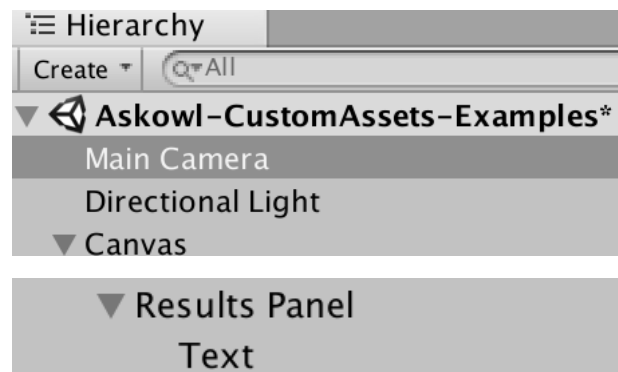 Hierarchy
Create All
Askowl-CustomAssets-Examples*
Main Camera
Directional Light
Canvas
Results Panel
Text